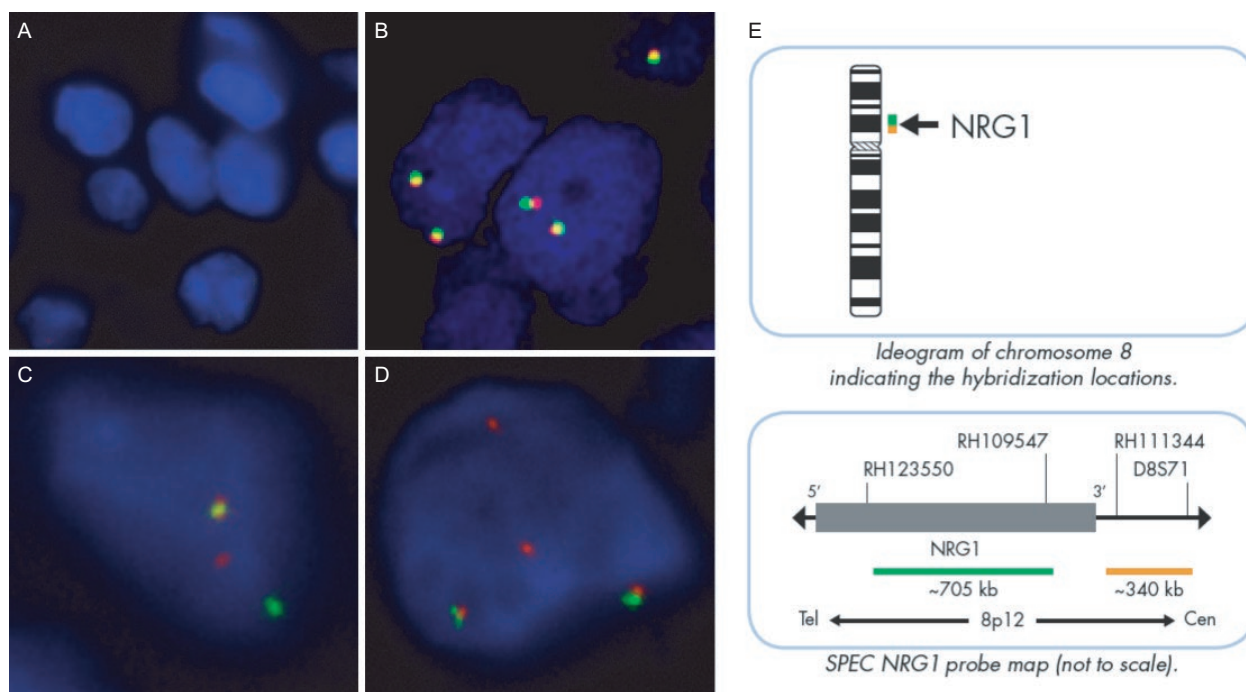 A
B
C
D
E
NRG1
Ideogram of chromosome 8
indicating the hybridization locations.
RH109547
RH111344
RH123550
D8S71
5'
3'
NRG1
~705 kb
~340 kb
Tel
8p12
Cen
SPEC NRG1 probe map (not to scale).